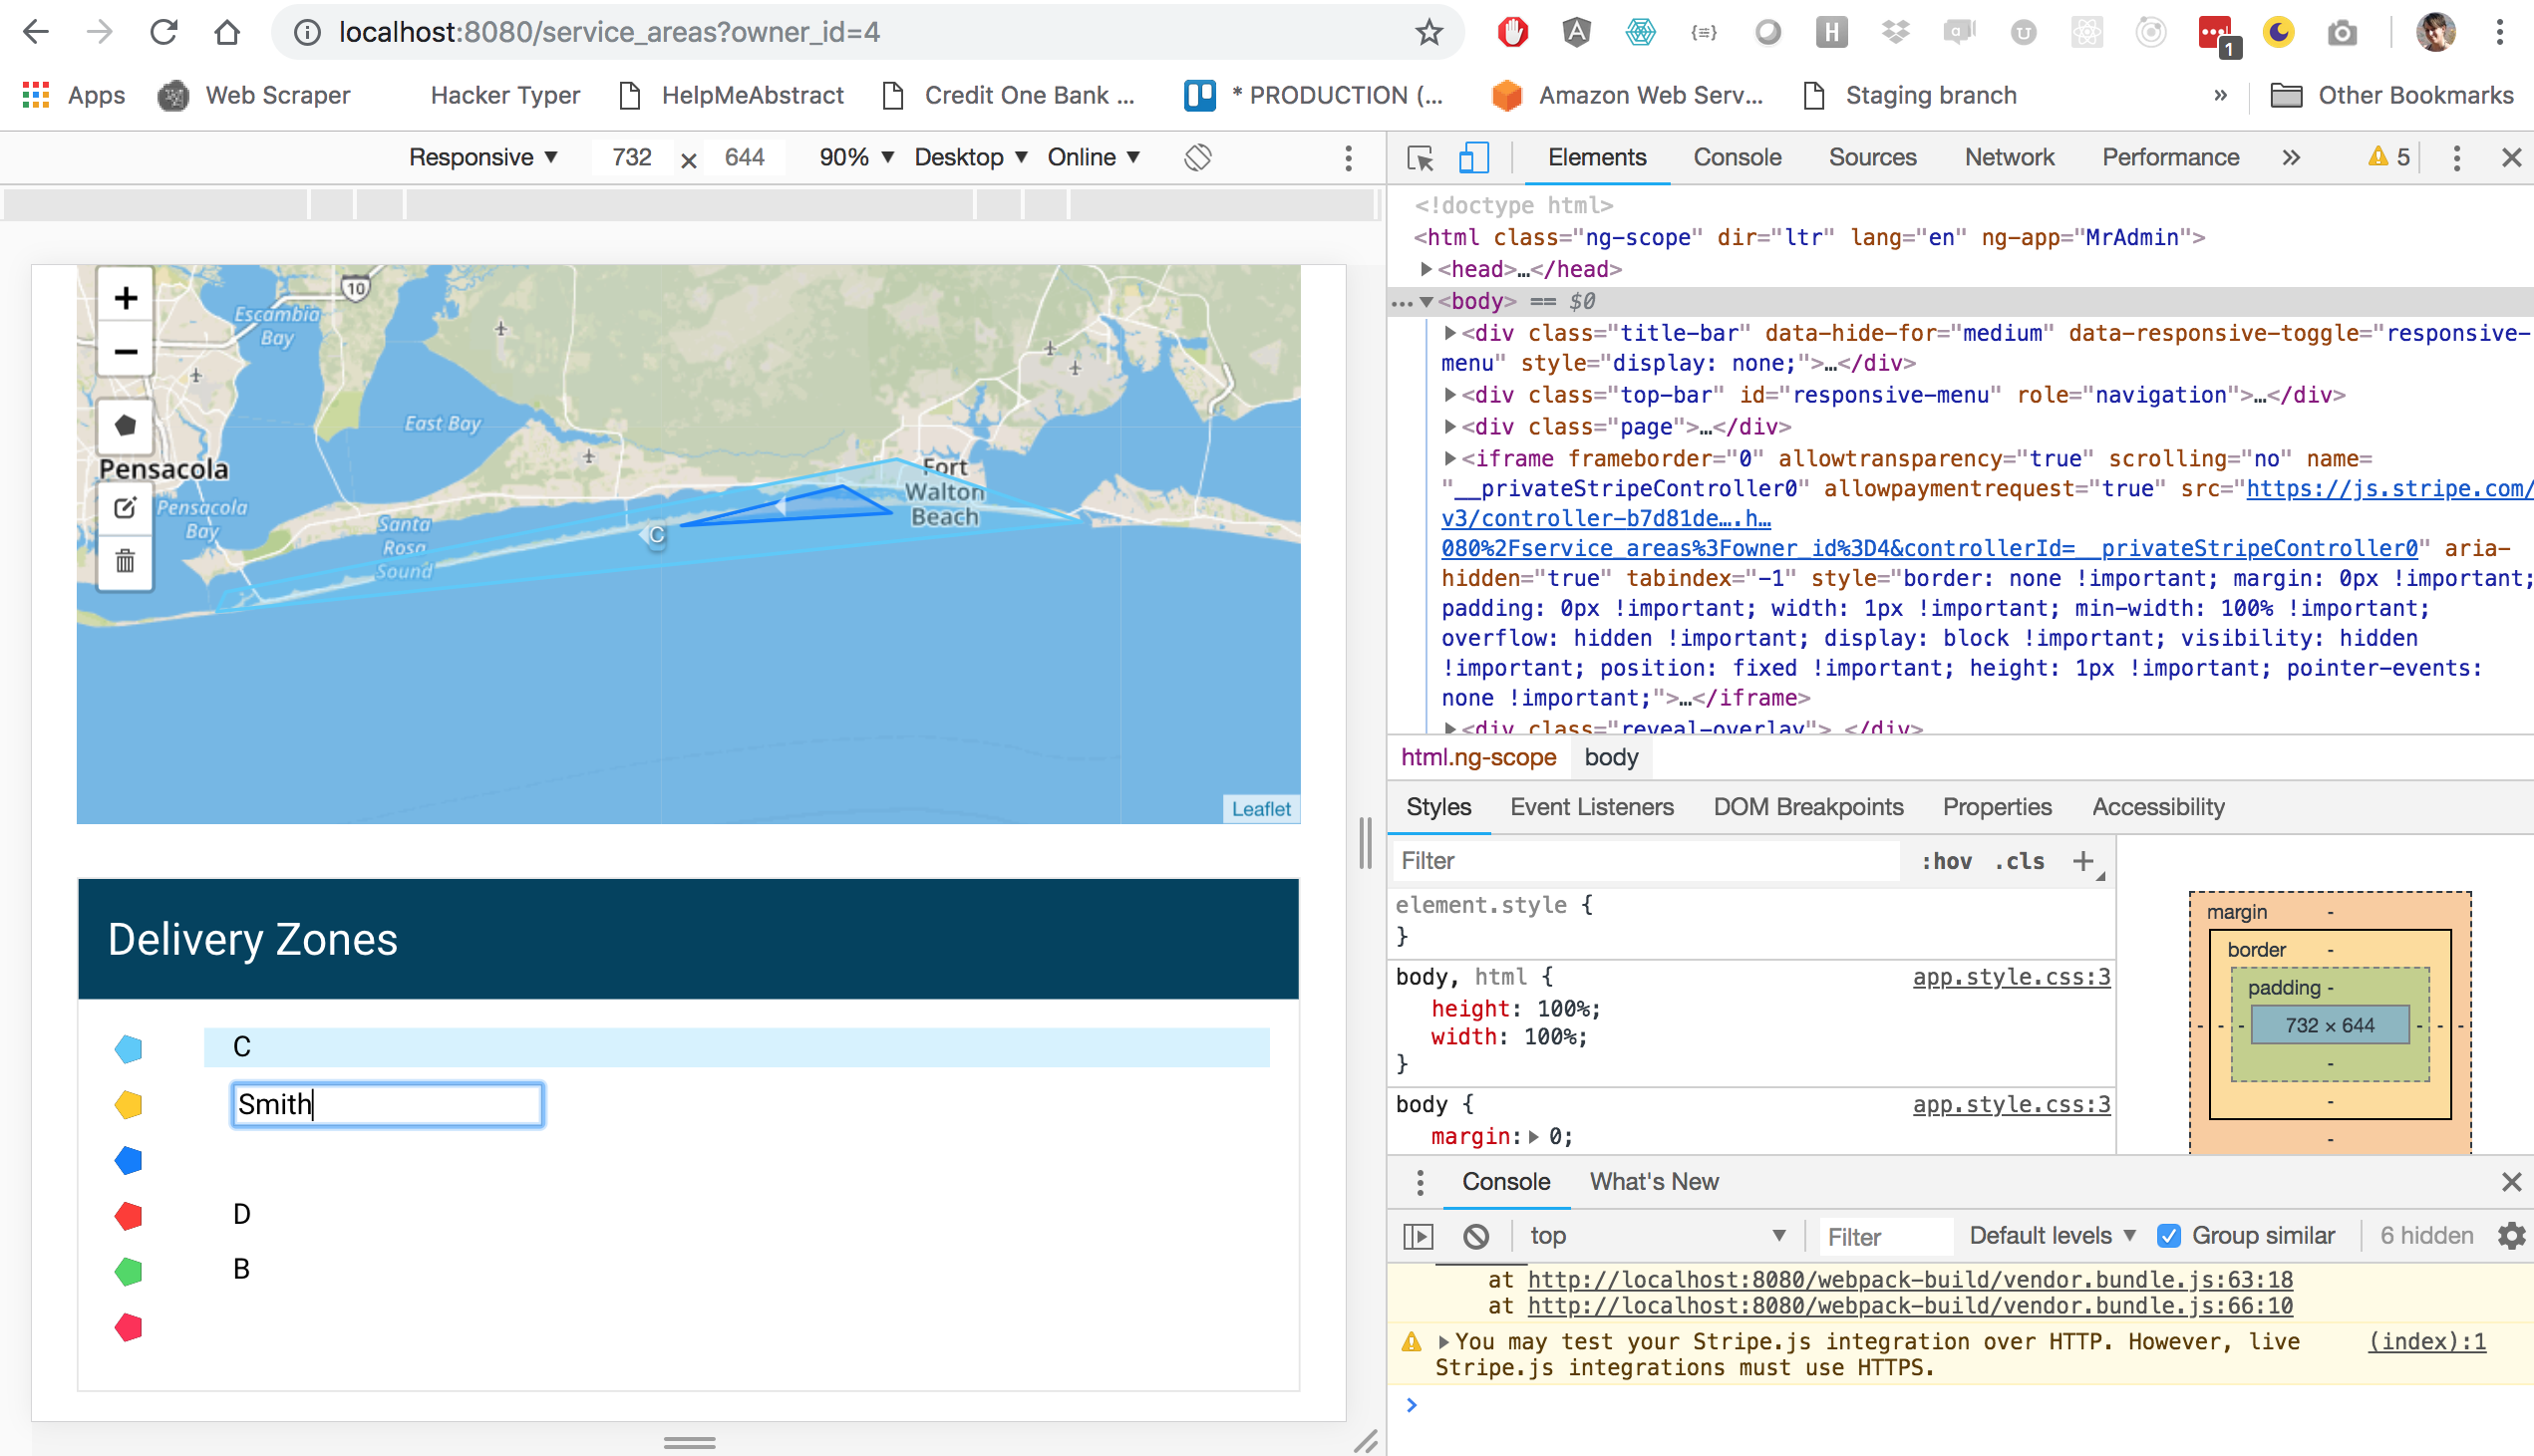 localhost:8080/service_areas?owner_id=4
1
Apps Web Scraper Hacker Typer HelpMeAbstract Credit One Bank ... * PRODUCTION (... Amazon Web Serv... Staging branch » Other Bookmarks
Responsive ▼ 732 × 644 90% ▼ Desktop ▼ Online ▼
Elements Console Sources Network Performance » 5
+
−
10
Escambia
Bay
East Bay
Pensacola
Pensacola
Bay
Santa
Rosa
Sound
Fort
Walton
Beach
C
Leaflet
Delivery Zones
C
Smith
D
B
<!doctype html>
<html class="ng-scope" dir="ltr" lang="en" ng-app="MrAdmin">
▶<head>…</head>
…▼<body> == $0
▶<div class="title-bar" data-hide-for="medium" data-responsive-toggle="responsive-
menu" style="display: none;">…</div>
▶<div class="top-bar" id="responsive-menu" role="navigation">…</div>
▶<div class="page">…</div>
▶<iframe frameborder="0" allowtransparency="true" scrolling="no" name=
"__privateStripeController0" allowpaymentrequest="true" src="https://js.stripe.com/
v3/controller-b7d81de….h…
080%2Fservice_areas%3Fowner_id%3D4&controllerId=__privateStripeController0" aria-
hidden="true" tabindex="-1" style="border: none !important; margin: 0px !important;
padding: 0px !important; width: 1px !important; min-width: 100% !important;
overflow: hidden !important; display: block !important; visibility: hidden
!important; position: fixed !important; height: 1px !important; pointer-events:
none !important;">…</iframe>
▶<div class="reveal-overlay"> </div>
html.ng-scope body
Styles Event Listeners DOM Breakpoints Properties Accessibility
Filter :hov .cls +
element.style {
}
body, html { app.style.css:3
height: 100%;
width: 100%;
}
body { app.style.css:3
margin:▶ 0;
margin -
border -
padding -
- - - 732 × 644 - - -
-
-
-
Console What's New
top ▼ Filter Default levels ▼ Group similar 6 hidden
at http://localhost:8080/webpack-build/vendor.bundle.js:63:18
at http://localhost:8080/webpack-build/vendor.bundle.js:66:10
▶You may test your Stripe.js integration over HTTP. However, live (index):1
Stripe.js integrations must use HTTPS.
>